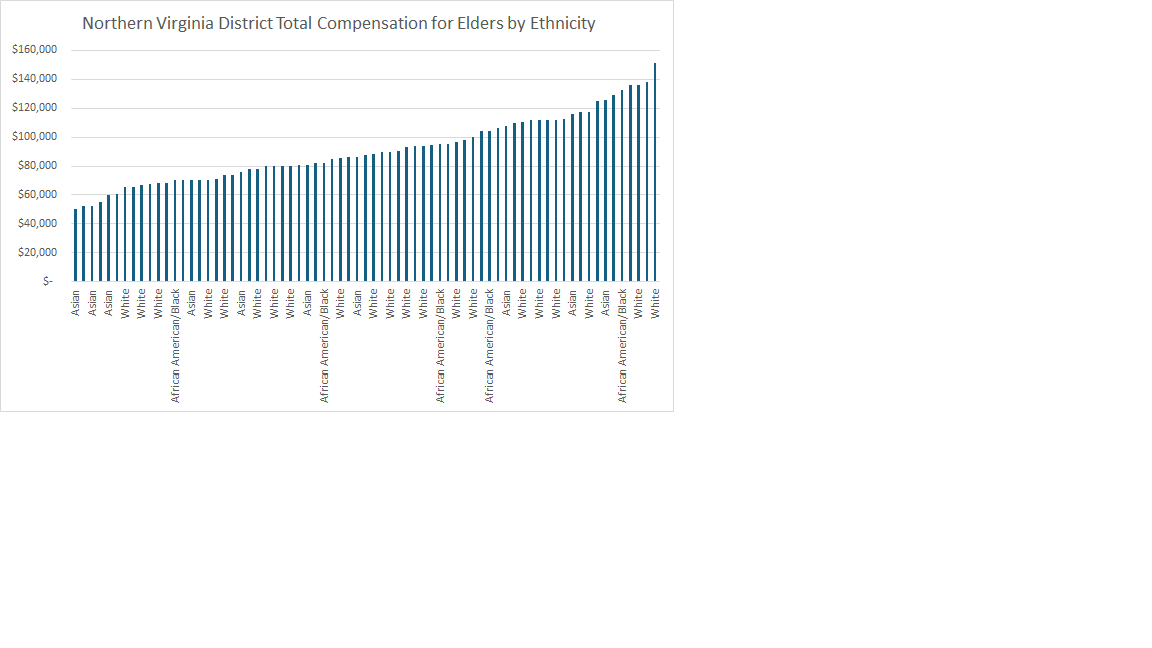 Northern Virginia District Total Compensation for Elders by Ethnicity
$160,000
$140,000
$120,000
$100,000
$80,000
$60,000
$40,000
$20,000
$-
Asian
Asian
Asian
White
White
White
African American/Black
Asian
White
White
Asian
White
White
White
Asian
African American/Black
White
Asian
White
White
White
White
African American/Black
White
White
African American/Black
Asian
White
White
White
Asian
White
Asian
African American/Black
White
White